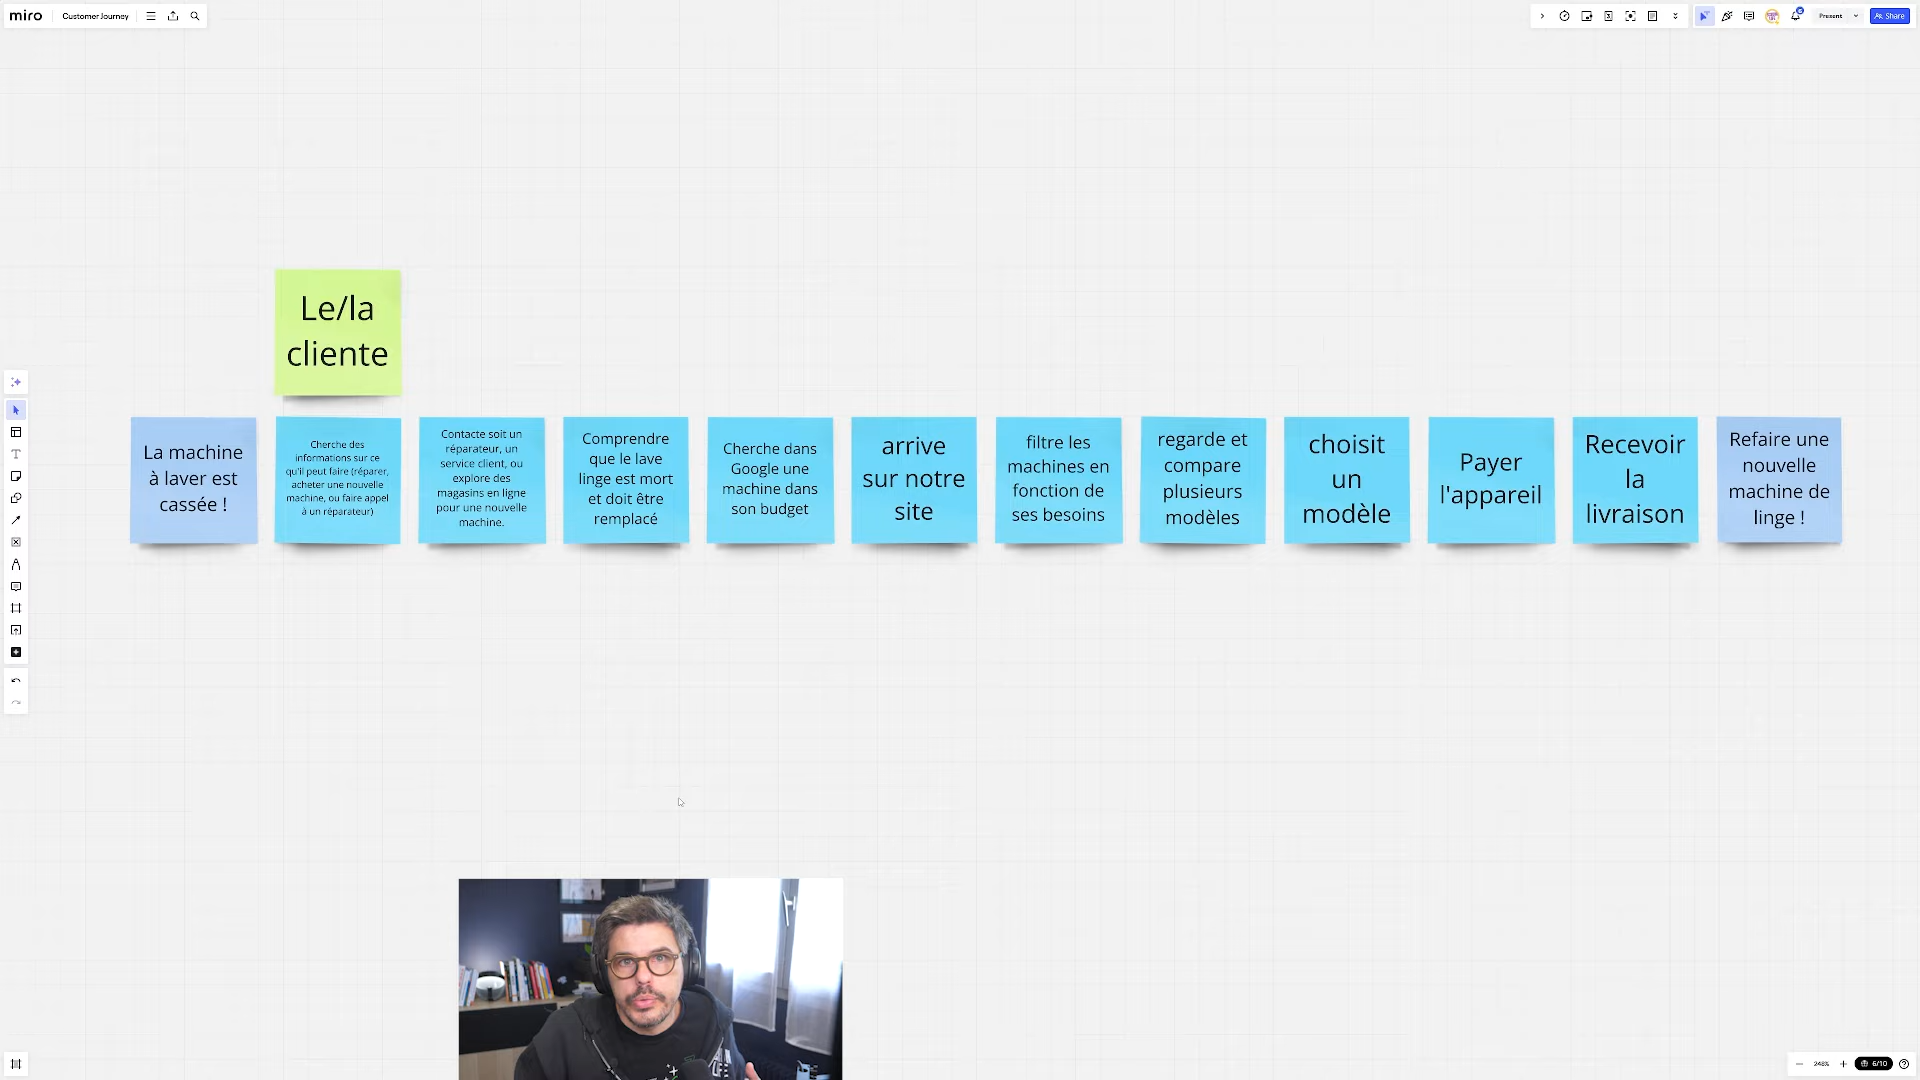 miro
Customer Journey
Present
Share
Le/la
cliente
La machine
à laver est
cassée !
Cherche des
informations sur ce
qu'il peut faire (réparer,
acheter une nouvelle
machine, ou faire appel
à un réparateur)
Contacte soit un
réparateur, un
service client, ou
explore des
magasins en ligne
pour une nouvelle
machine.
Comprendre
que le lave
linge est mort
et doit être
remplacé
Cherche dans
Google une
machine dans
son budget
arrive
sur notre
site
filtre les
machines en
fonction de
ses besoins
regarde et
compare
plusieurs
modèles
choisit
un
modèle
Payer
l'appareil
Recevoir
la
livraison
Refaire une
nouvelle
machine de
linge !
248%
6/10